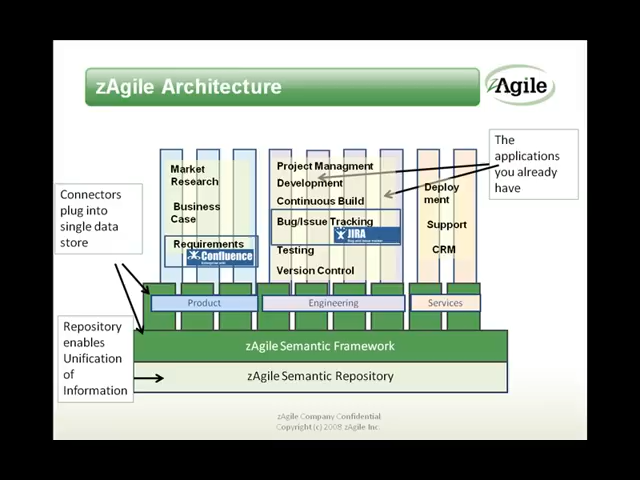 zAgile Architecture
zAgile
The
applications
you already
have
Connectors
plug into
single data
store
Market
Research
Business
Case
Requirements
Confluence
Project Managment
Development
Continuous Build
Bug/Issue Tracking
JIRA
Testing
Version Control
Deploy
ment
Support
CRM
Product
Engineering
Services
Repository
enables
Unification
of
Information
zAgile Semantic Framework
zAgile Semantic Repository
zAgile Company Confidential
Copyright (c) 2008 zAgile Inc.